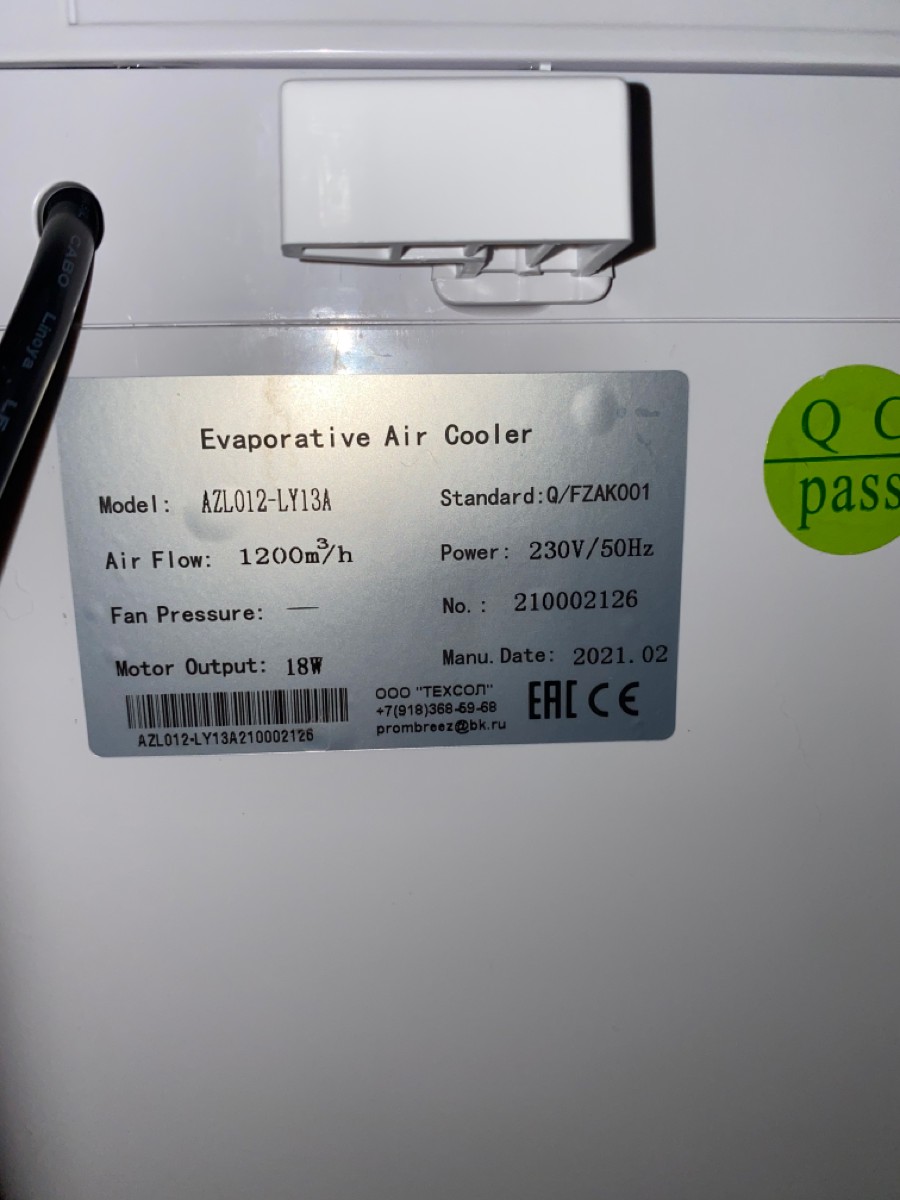 Evaporative Air Cooler
Model: AZL012-LY13A
Standard:Q/FZAK001
Air Flow: 1200m³/h
Power: 230V/50Hz
Fan Pressure: —
No.: 210002126
Motor Output: 18W
Manu.Date: 2021.02
AZL012-LY13A210002126
ООО "ТЕХСОЛ"
+7(918)368-59-68
prombreez@bk.ru
EAC CE
Q C
pass
CABO Linoya